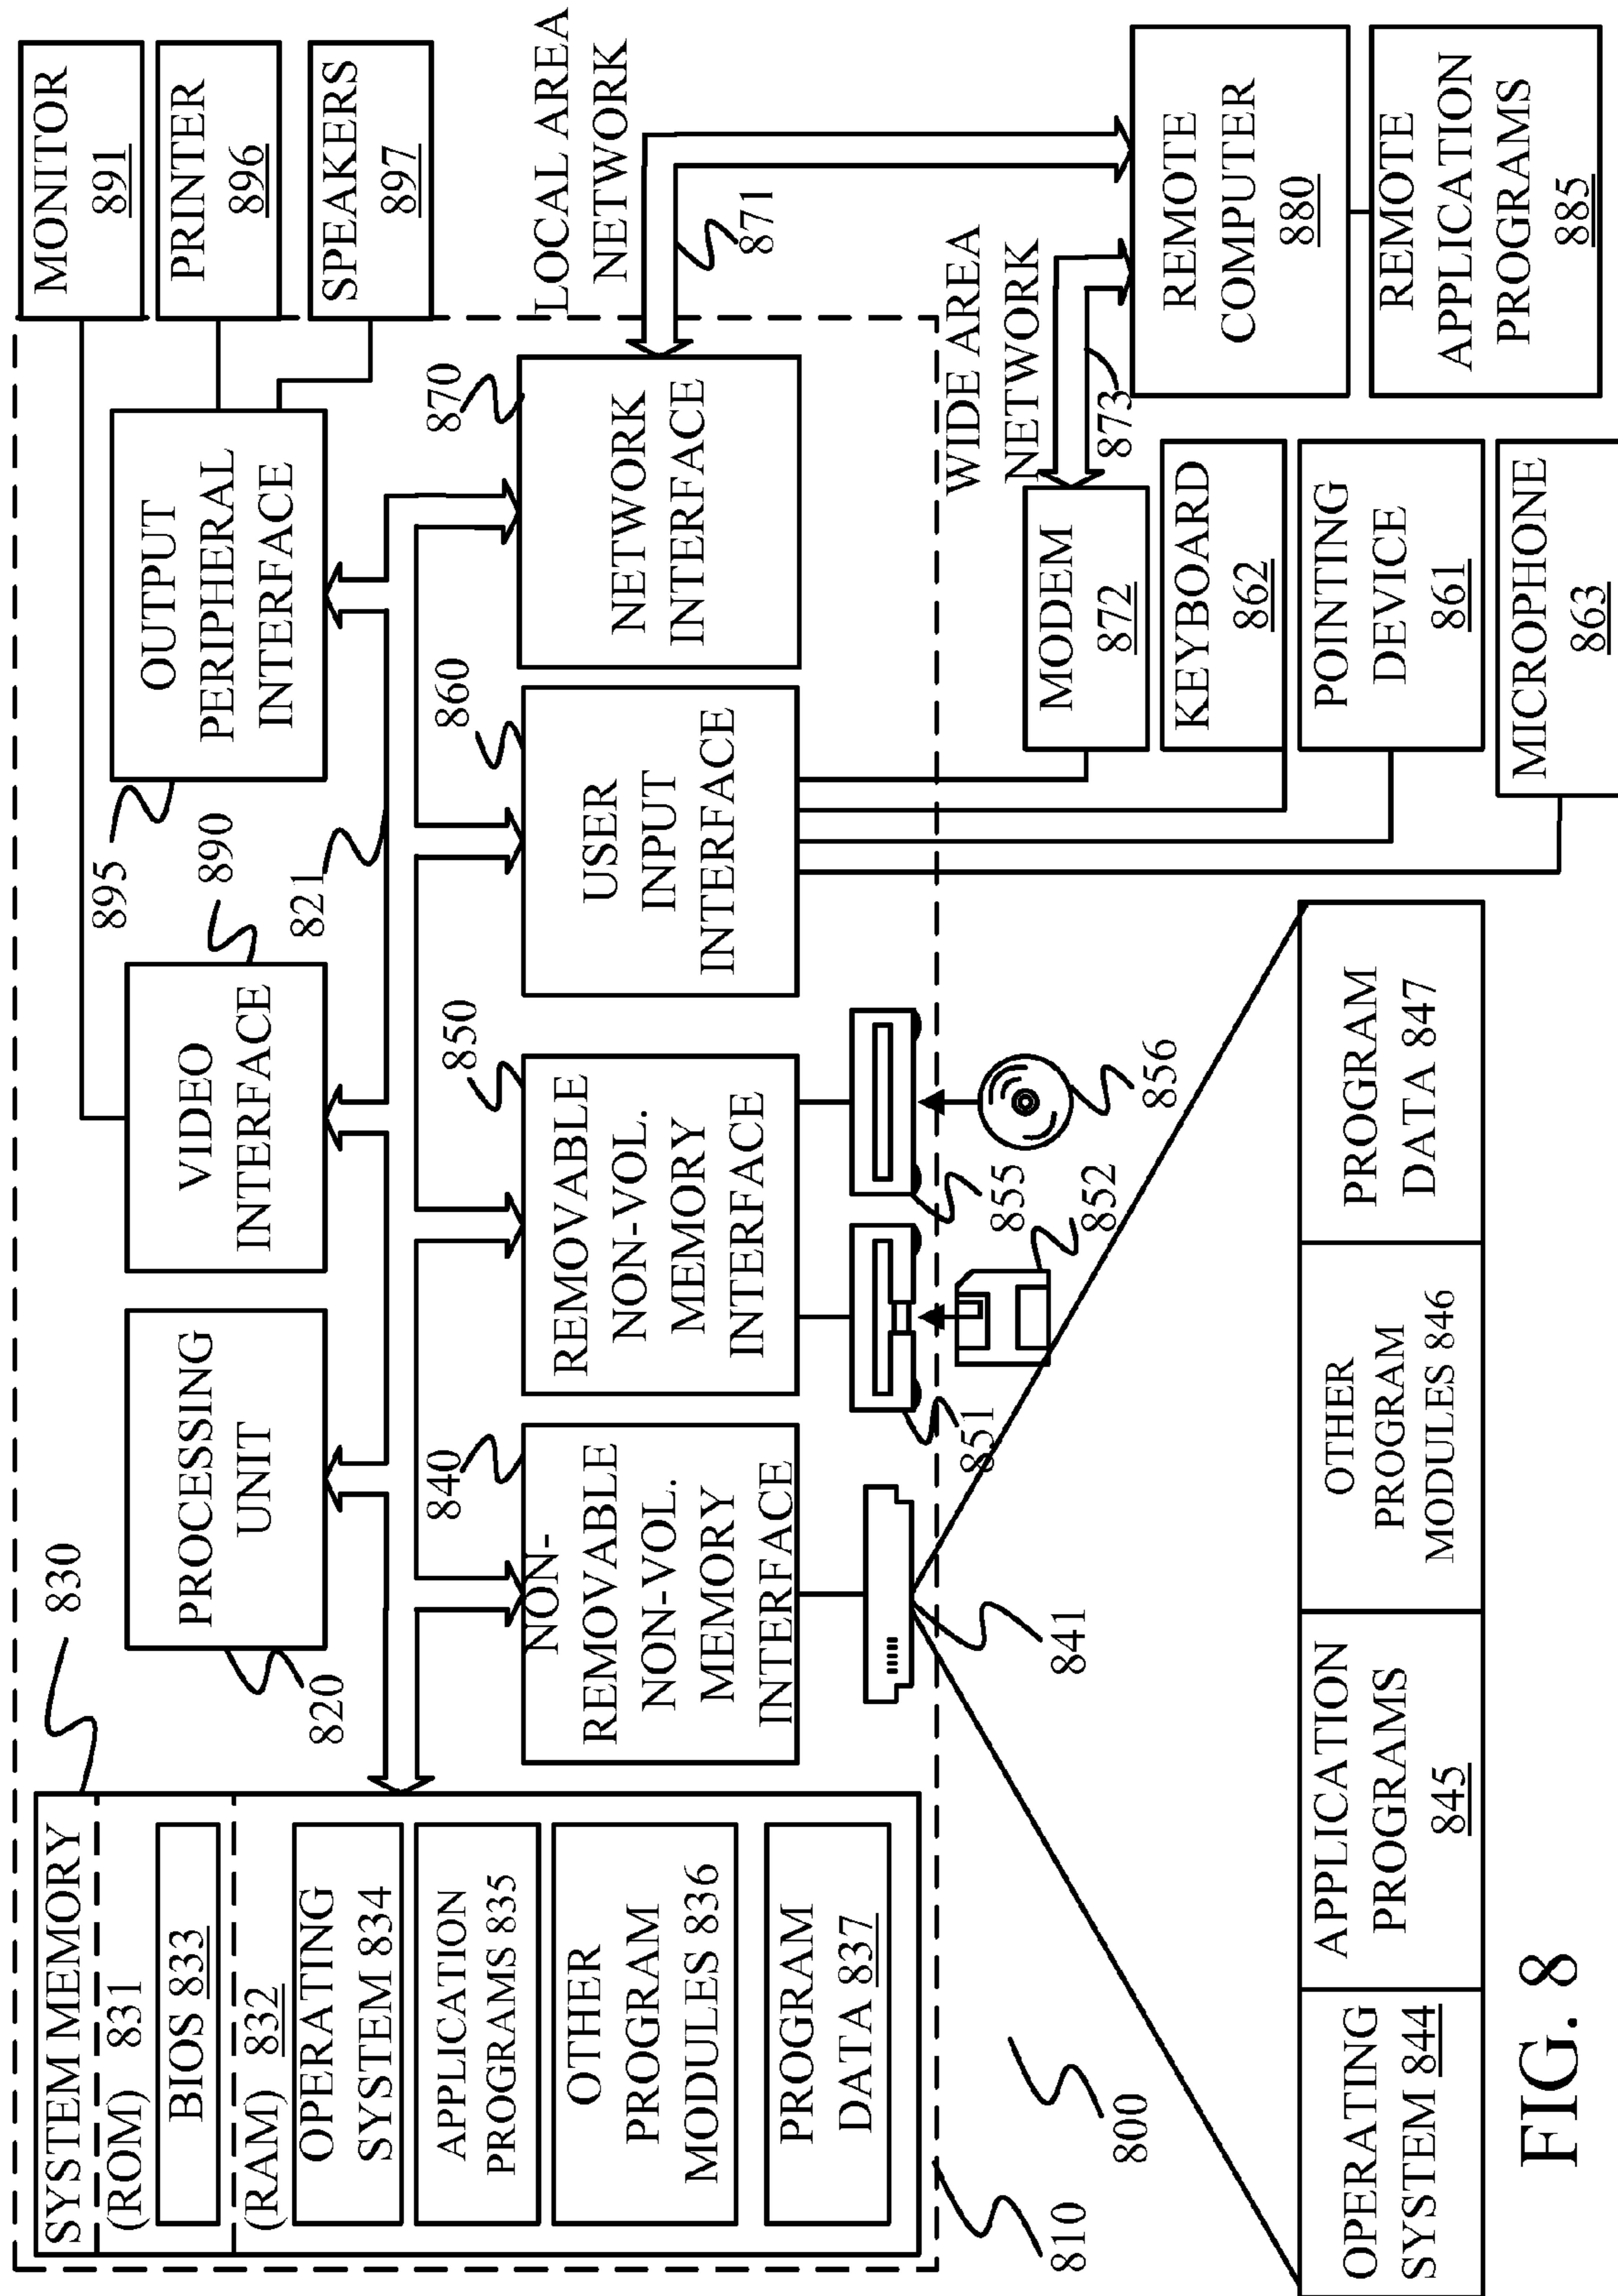 SYSTEM MEMORY
(ROM) 831
BIOS 833
(RAM) 832
OPERATING
SYSTEM 834
APPLICATION
PROGRAMS 835
OTHER
PROGRAM
MODULES 836
PROGRAM
DATA 837
830
PROCESSING
UNIT
820
VIDEO
INTERFACE
890
OUTPUT
PERIPHERAL
INTERFACE
895
821
MONITOR
891
PRINTER
896
SPEAKERS
897
NON-
REMOVABLE
NON-VOL.
MEMORY
INTERFACE
840
REMOVABLE
NON-VOL.
MEMORY
INTERFACE
850
USER
INPUT
INTERFACE
860
NETWORK
INTERFACE
870
LOCAL AREA
NETWORK
871
841
851
852
855
856
WIDE AREA
NETWORK
873
MODEM
872
KEYBOARD
862
POINTING
DEVICE
861
MICROPHONE
863
REMOTE
COMPUTER
880
REMOTE
APPLICATION
PROGRAMS
885
810
800
OPERATING
SYSTEM 844
APPLICATION
PROGRAMS
845
OTHER
PROGRAM
MODULES 846
PROGRAM
DATA 847
FIG. 8